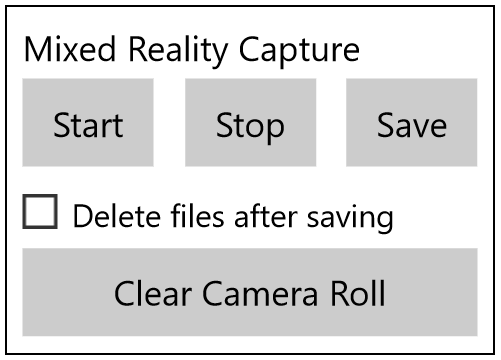 Mixed Reality Capture
Start Stop Save
Delete files after saving
Clear Camera Roll